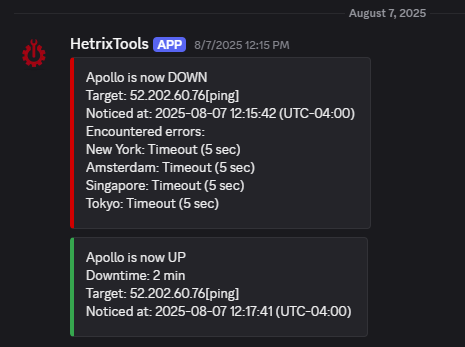 August 7, 2025
HetrixTools APP 8/7/2025 12:15 PM
Apollo is now DOWN
Target: 52.202.60.76[ping]
Noticed at: 2025-08-07 12:15:42 (UTC-04:00)
Encountered errors:
New York: Timeout (5 sec)
Amsterdam: Timeout (5 sec)
Singapore: Timeout (5 sec)
Tokyo: Timeout (5 sec)
Apollo is now UP
Downtime: 2 min
Target: 52.202.60.76[ping]
Noticed at: 2025-08-07 12:17:41 (UTC-04:00)